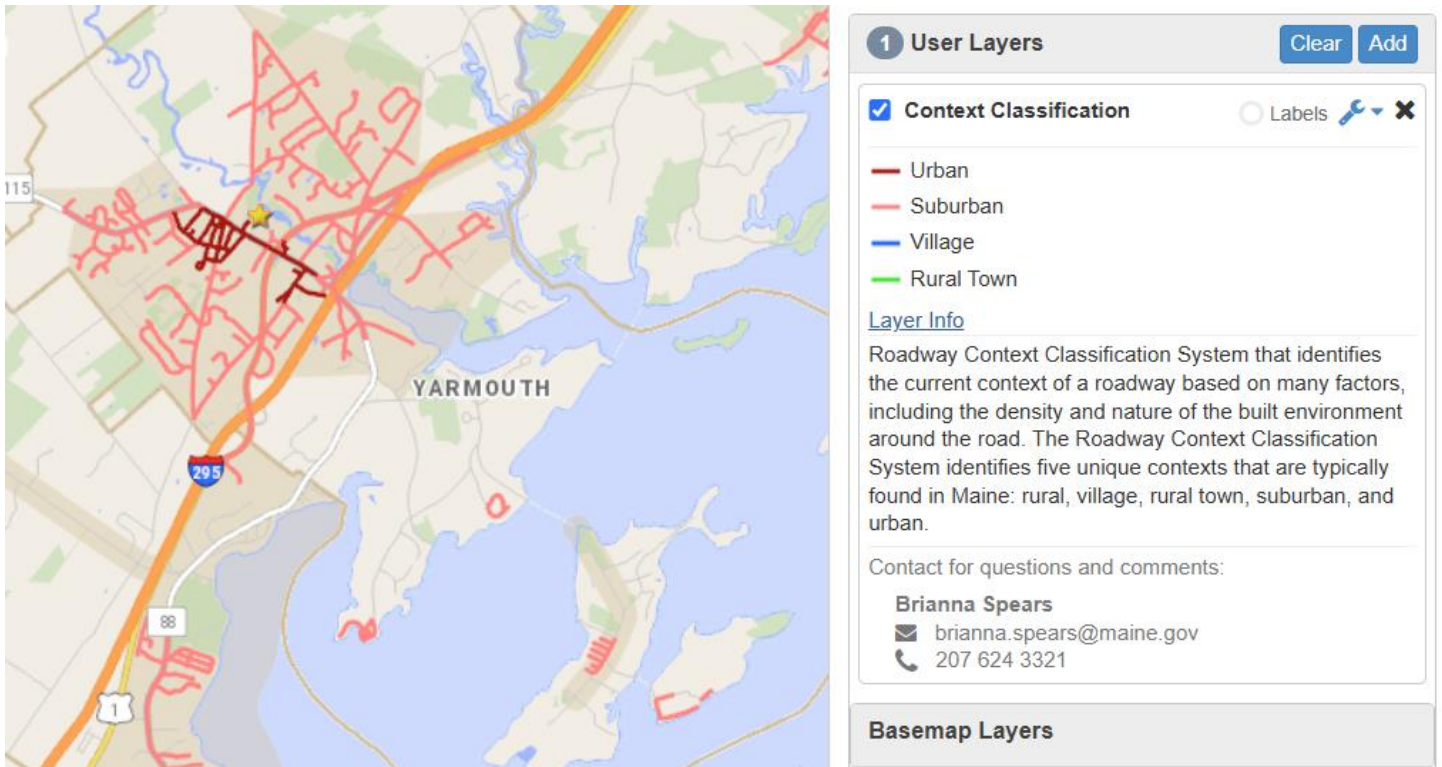 115
YARMOUTH
295
88
1
1 User Layers Clear Add
Context Classification Labels
Urban
Suburban
Village
Rural Town
Layer Info
Roadway Context Classification System that identifies
the current context of a roadway based on many factors,
including the density and nature of the built environment
around the road. The Roadway Context Classification
System identifies five unique contexts that are typically
found in Maine: rural, village, rural town, suburban, and
urban.
Contact for questions and comments:
Brianna Spears
brianna.spears@maine.gov
207 624 3321
Basemap Layers